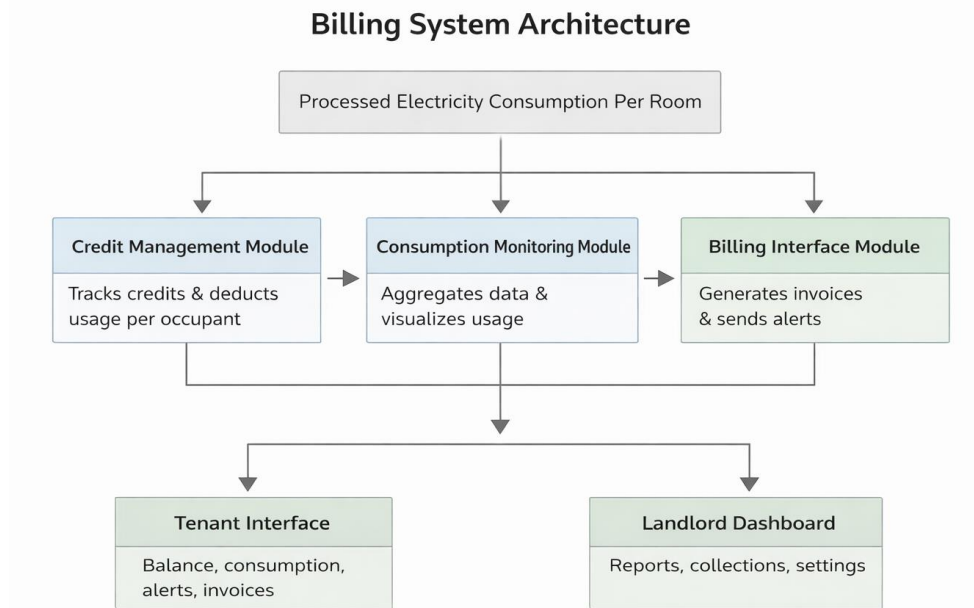 Billing System Architecture
Processed Electricity Consumption Per Room
Credit Management Module
Tracks credits & deducts
usage per occupant
Consumption Monitoring Module
Aggregates data &
visualizes usage
Billing Interface Module
Generates invoices
& sends alerts
Tenant Interface
Balance, consumption,
alerts, invoices
Landlord Dashboard
Reports, collections, settings